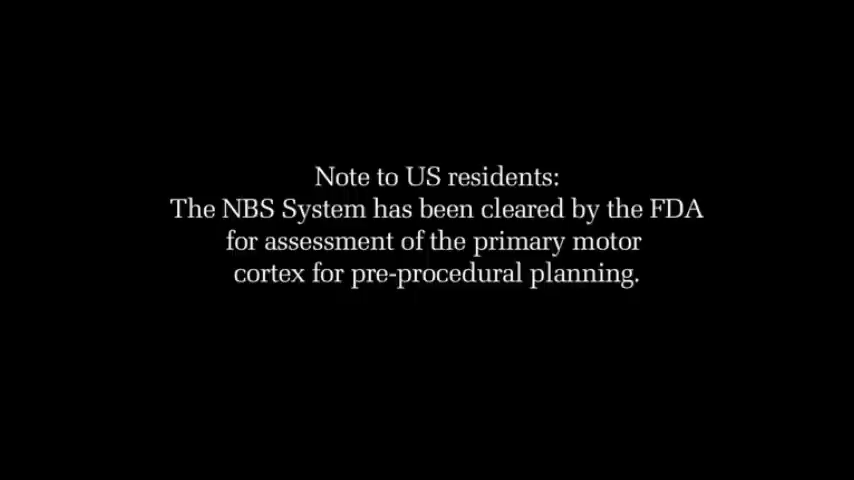 Note to US residents:
The NBS System has been cleared by the FDA
for assessment of the primary motor
cortex for pre-procedural planning.